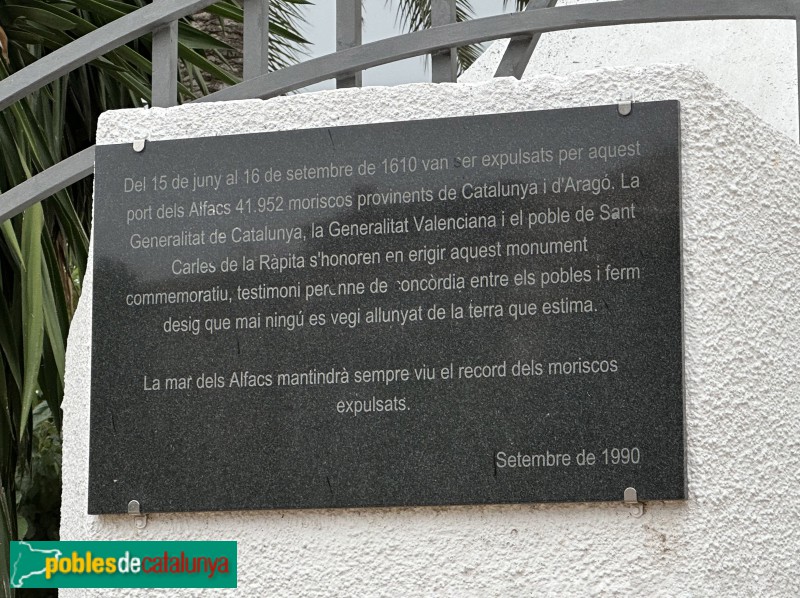 Del 15 de juny al 16 de setembre de 1610 van ser expulsats per aquest
port dels Alfacs 41.952 moriscos provinents de Catalunya i d'Aragó. La
Generalitat de Catalunya, la Generalitat Valenciana i el poble de Sant
Carles de la Ràpita s'honoren en erigir aquest monument
commemoratiu, testimoni perenne de concòrdia entre els pobles i ferm
desig que mai ningú es vegi allunyat de la terra que estima.
La mar dels Alfacs mantindrà sempre viu el record dels moriscos
expulsats.
Setembre de 1990
poblesdecatalunya